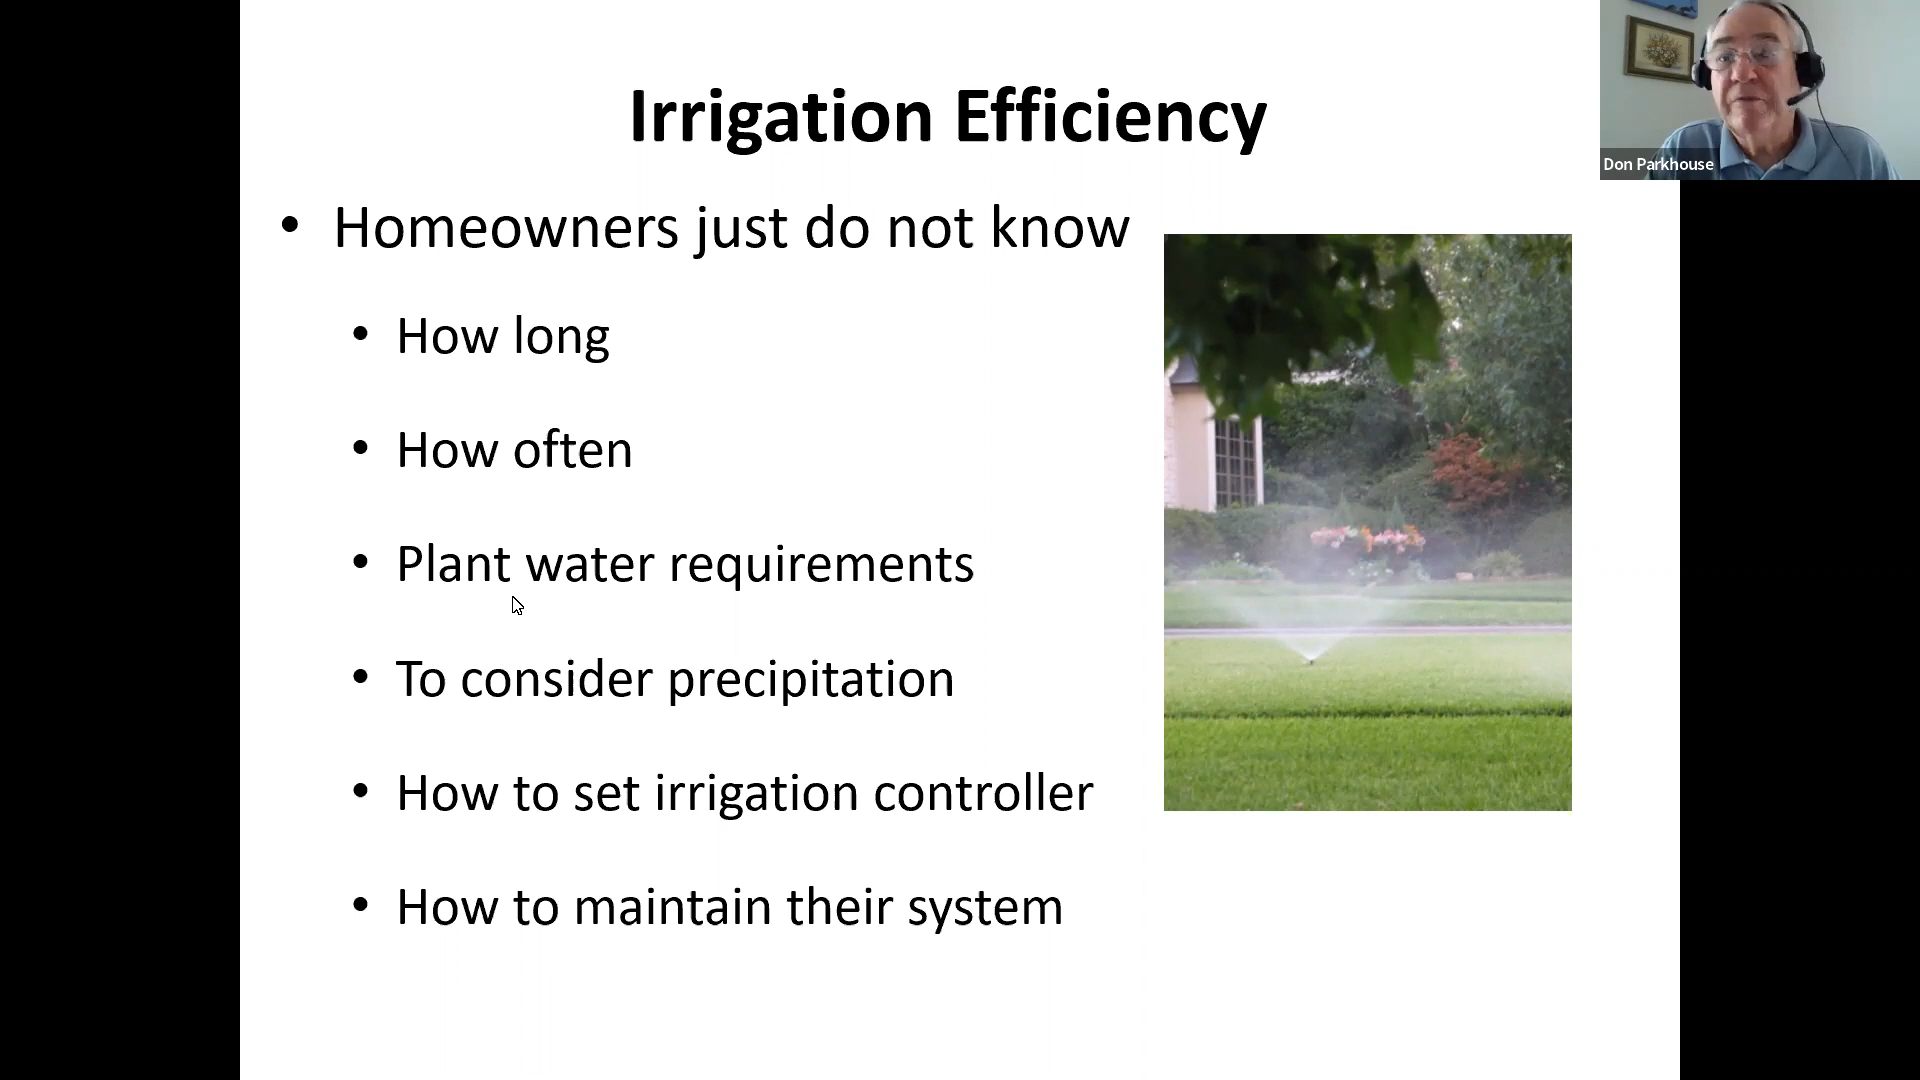 Irrigation Efficiency
Don Parkhouse
• Homeowners just do not know
• How long
• How often
• Plant water requirements
• To consider precipitation
• How to set irrigation controller
• How to maintain their system